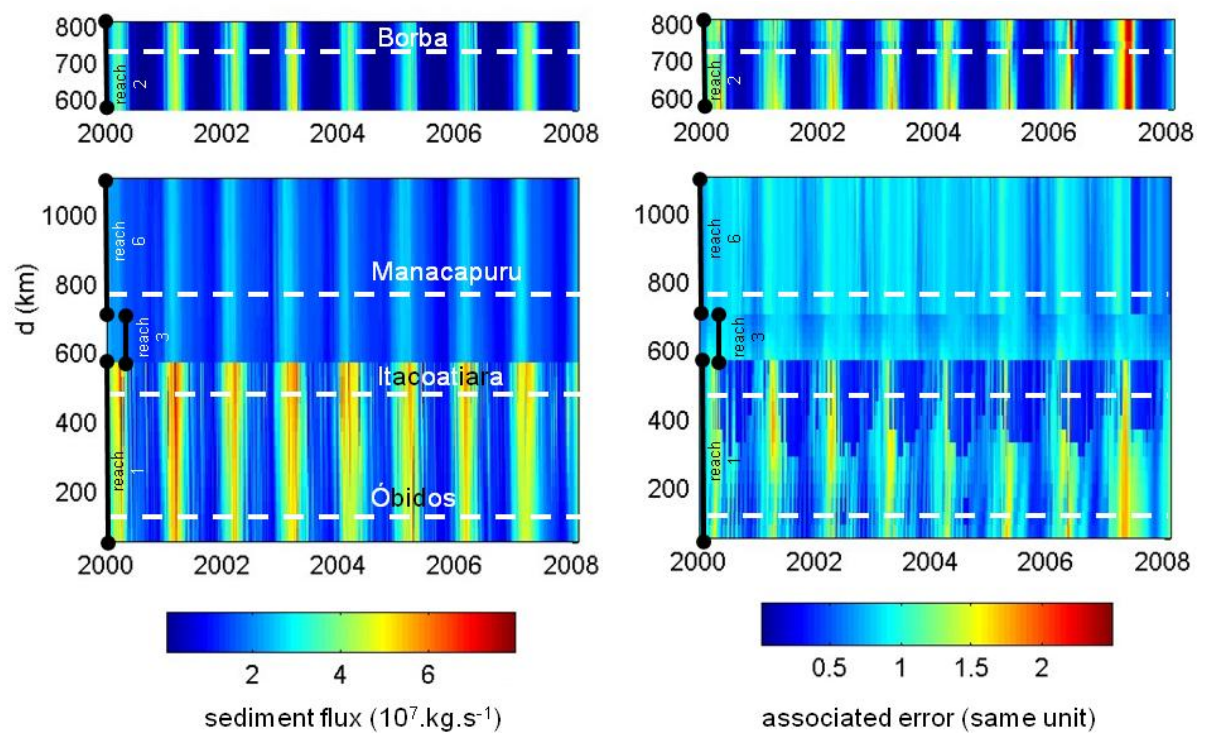 800
700
600
reach
2
Borba
2000 2002 2004 2006 2008
800
700
600
reach
2
2000 2002 2004 2006 2008
d (km)
1000
800
600
400
200
reach
6
reach
3
reach
1
Manacapuru
Itacoatiara
Óbidos
2000 2002 2004 2006 2008
1000
800
600
400
200
reach
6
reach
3
reach
1
2000 2002 2004 2006 2008
2 4 6
sediment flux (10⁷.kg.s⁻¹)
0.5 1 1.5 2
associated error (same unit)